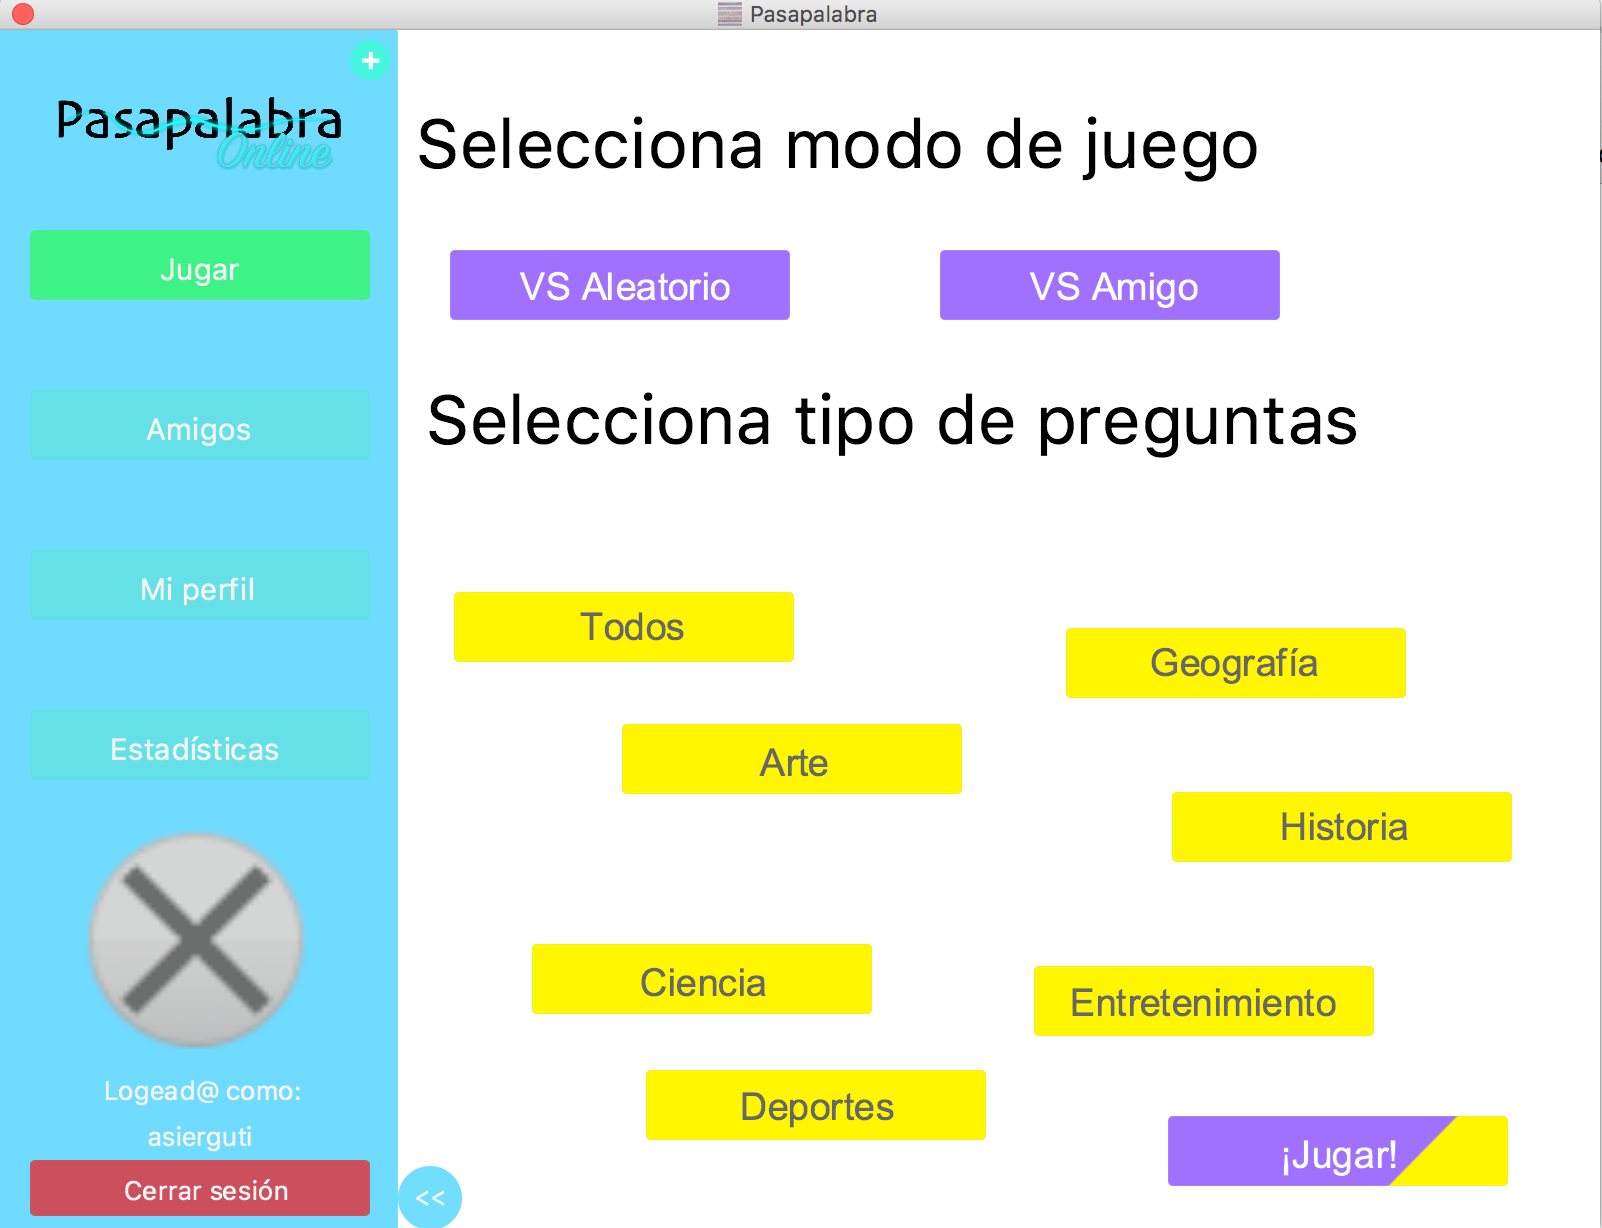 Pasapalabra
+
Pasapalabra
Online
Jugar
Amigos
Mi perfil
Estadísticas
Logead@ como:
asierguti
Cerrar sesión
<<
Selecciona modo de juego
VS Aleatorio
VS Amigo
Selecciona tipo de preguntas
Todos
Geografía
Arte
Historia
Ciencia
Entretenimiento
Deportes
¡Jugar!